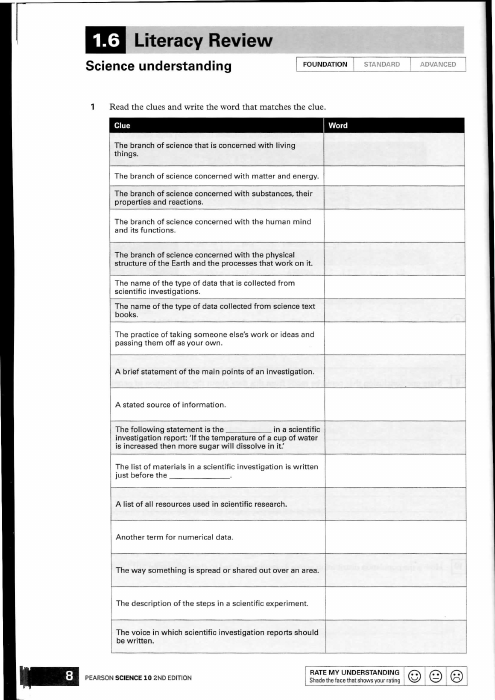 1.6 Literacy Review
Science understanding
FOUNDATION STANDARD ADVANCED
1 Read the clues and write the word that matches the clue.
Clue Word
The branch of science that is concerned with living
things.
The branch of science concerned with matter and energy.
The branch of science concerned with substances, their
properties and reactions.
The branch of science concerned with the human mind
and its functions.
The branch of science concerned with the physical
structure of the Earth and the processes that work on it.
The name of the type of data that is collected from
scientific investigations.
The name of the type of data collected from science text
books.
The practice of taking someone else's work or ideas and
passing them off as your own.
A brief statement of the main points of an investigation.
A stated source of information.
The following statement is the __________ in a scientific
investigation report: 'If the temperature of a cup of water
is increased then more sugar will dissolve in it.'
The list of materials in a scientific investigation is written
just before the ______________.
A list of all resources used in scientific research.
Another term for numerical data.
The way something is spread or shared out over an area.
The description of the steps in a scientific experiment.
The voice in which scientific investigation reports should
be written.
8 PEARSON SCIENCE 10 2ND EDITION
RATE MY UNDERSTANDING
Shade the face that shows your rating